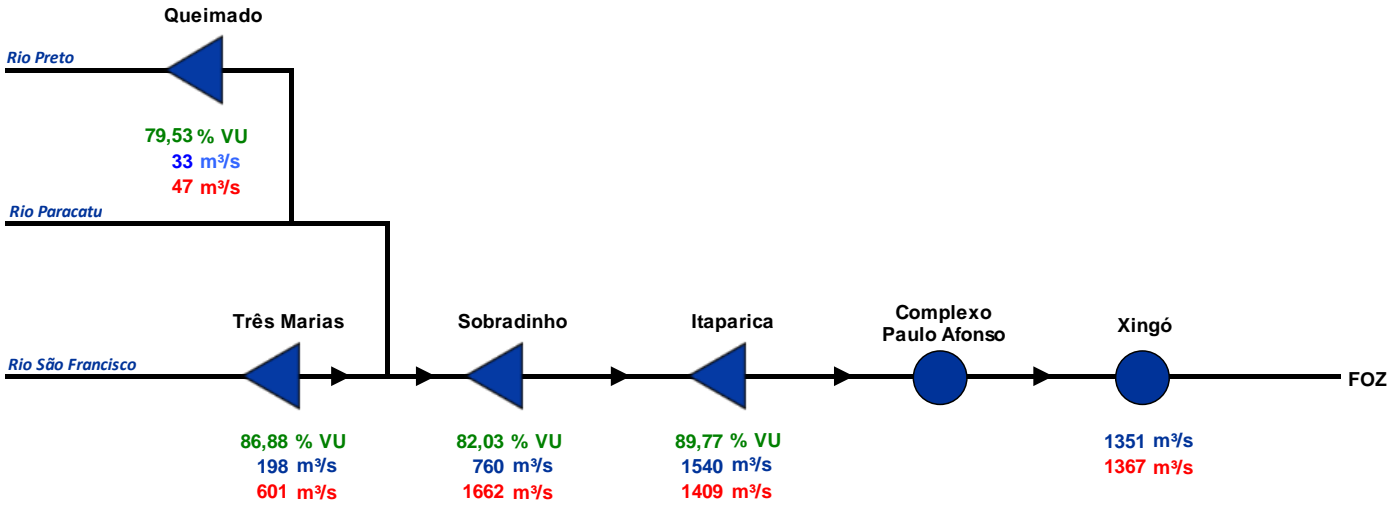 Queimado
Rio Preto
79,53 % VU
33 m³/s
47 m³/s
Rio Paracatu
Três Marias
Sobradinho
Itaparica
Complexo
Paulo Afonso
Xingó
Rio São Francisco
FOZ
86,88 % VU
198 m³/s
601 m³/s
82,03 % VU
760 m³/s
1662 m³/s
89,77 % VU
1540 m³/s
1409 m³/s
1351 m³/s
1367 m³/s